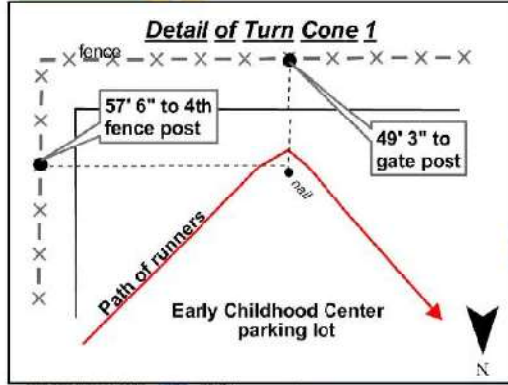 Detail of Turn Cone 1
fence
57' 6" to 4th
fence post
49' 3" to
gate post
nail
Path of runners
Early Childhood Center
parking lot
N